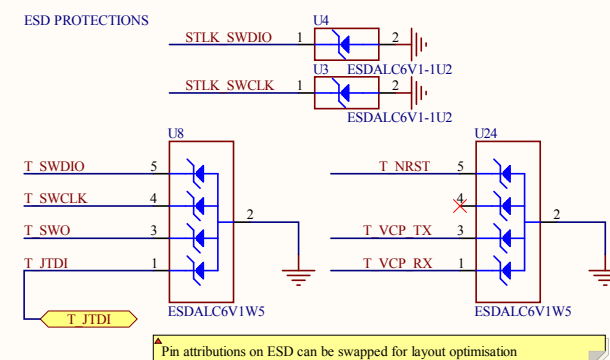 ESD PROTECTIONS
U4
STLK_SWDIO 1 2
ESDALC6V1-1U2
U3
STLK_SWCLK 1 2
ESDALC6V1-1U2
U8 U24
T_SWDIO 5 T_NRST 5
T_SWCLK 4 4
2 2
T_SWO 3 T_VCP_TX 3
T_JTDI 1 T_VCP_RX 1
ESDALC6V1W5 ESDALC6V1W5
T_JTDI
Pin attributions on ESD can be swapped for layout optimisation